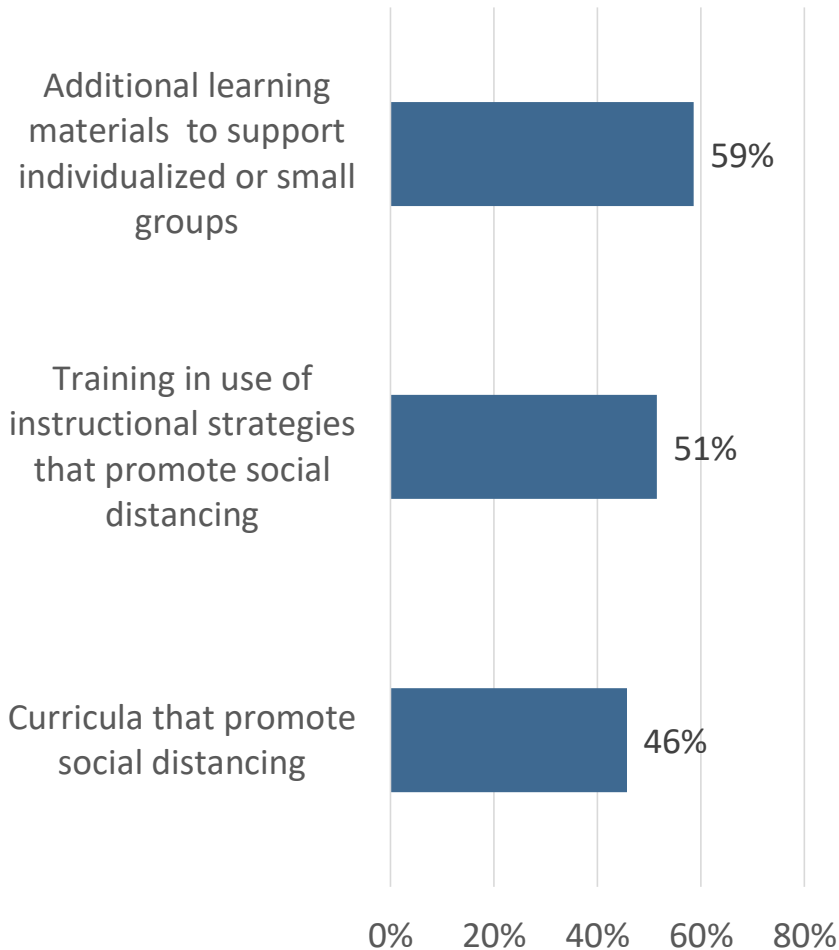 Additional learning
materials  to support
individualized or small
groups
59%
Training in use of
instructional strategies
that promote social
distancing
51%
Curricula that promote
social distancing
46%
0% 20% 40% 60% 80%